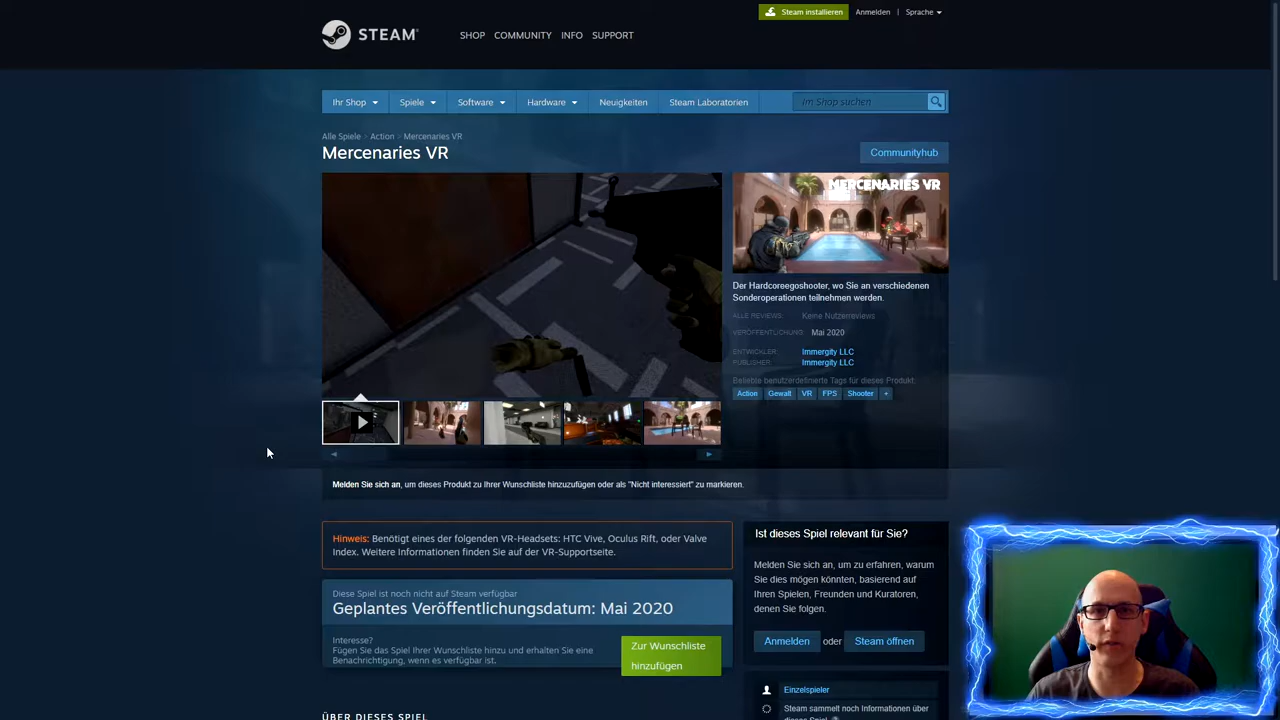 Steam installieren
Anmelden
Sprache
STEAM®
SHOP
COMMUNITY
INFO
SUPPORT
Ihr Shop
Spiele
Software
Hardware
Neuigkeiten
Steam Laboratorien
Im Shop suchen
Alle Spiele > Action > Mercenaries VR
Mercenaries VR
Communityhub
MERCENARIES VR
Der Hardcoreegoshooter, wo Sie an verschiedenen
Sonderoperationen teilnehmen werden.
ALLE REVIEWS: Keine Nutzerreviews
VERÖFFENTLICHUNG: Mai 2020
ENTWICKLER: Immergity LLC
PUBLISHER: Immergity LLC
Beliebte benutzerdefinierte Tags für dieses Produkt:
Action Gewalt VR FPS Shooter +
Melden Sie sich an, um dieses Produkt zu Ihrer Wunschliste hinzuzufügen oder als "Nicht interessiert" zu markieren.
Hinweis: Benötigt eines der folgenden VR-Headsets: HTC Vive, Oculus Rift, oder Valve
Index. Weitere Informationen finden Sie auf der VR-Supportseite.
Diese Spiel ist noch nicht auf Steam verfügbar
Geplantes Veröffentlichungsdatum: Mai 2020
Interesse?
Fügen Sie das Spiel Ihrer Wunschliste hinzu und erhalten Sie eine
Benachrichtigung, wenn es verfügbar ist.
Zur Wunschliste
hinzufügen
ÜBER DIESES SPIEL
Ist dieses Spiel relevant für Sie?
Melden Sie sich an, um zu erfahren, warum
Sie dies mögen könnten, basierend auf
Ihren Spielen, Freunden und Kuratoren,
denen Sie folgen.
Anmelden oder Steam öffnen
Einzelspieler
Steam sammelt noch Informationen über
dieses Spiel